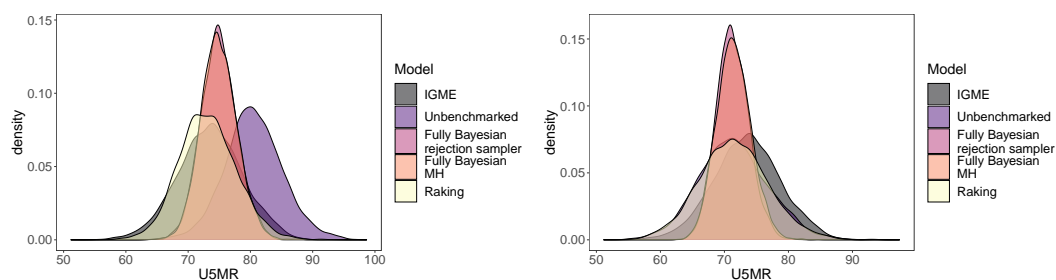 0.15
0.10
0.05
0.00
density
50
60
70
80
90
100
U5MR
Model
IGME
Unbenchmarked
Fully Bayesian
rejection sampler
Fully Bayesian
MH
Raking
0.15
0.10
0.05
0.00
density
50
60
70
80
90
U5MR
Model
IGME
Unbenchmarked
Fully Bayesian
rejection sampler
Fully Bayesian
MH
Raking